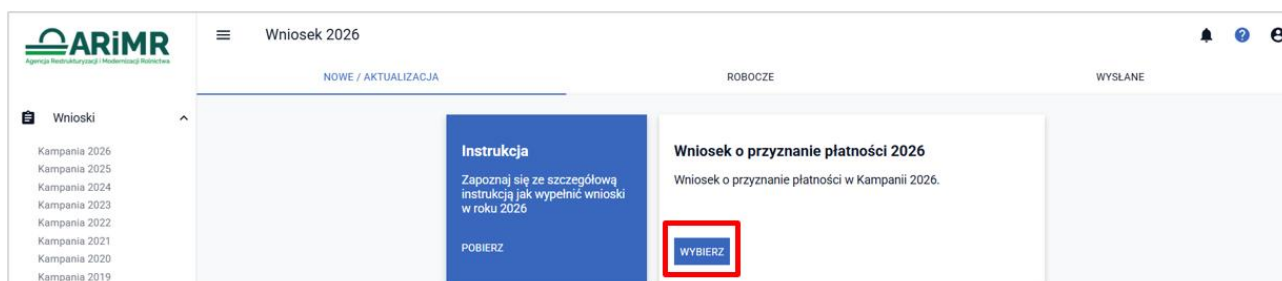 ARiMR
Agencja Restrukturyzacji i Modernizacji Rolnictwa
Wniosek 2026
NOWE / AKTUALIZACJA
ROBOCZE
WYSŁANE
Wnioski
Kampania 2026
Kampania 2025
Kampania 2024
Kampania 2023
Kampania 2022
Kampania 2021
Kampania 2020
Kampania 2019
Instrukcja
Zapoznaj się ze szczegółową
instrukcją jak wypełnić wnioski
w roku 2026
POBIERZ
Wniosek o przyznanie płatności 2026
Wniosek o przyznanie płatności w Kampanii 2026.
WYBIERZ